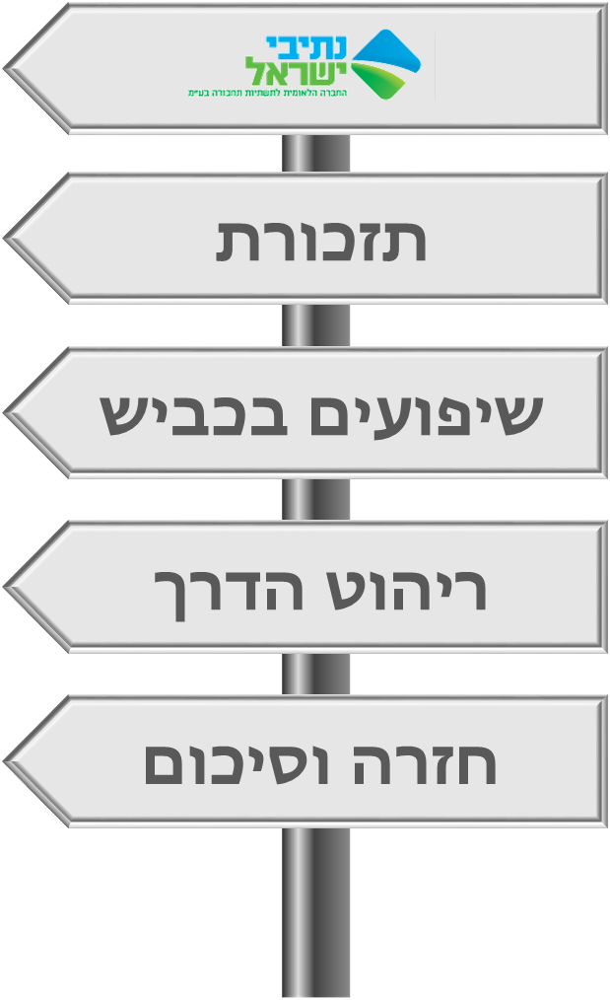 נתיבי
ישראל
החברה הלאומית לתשתיות תחבורה בע"מ
תזכורת
שיפועים בכביש
ריהוט הדרך
חזרה וסיכום